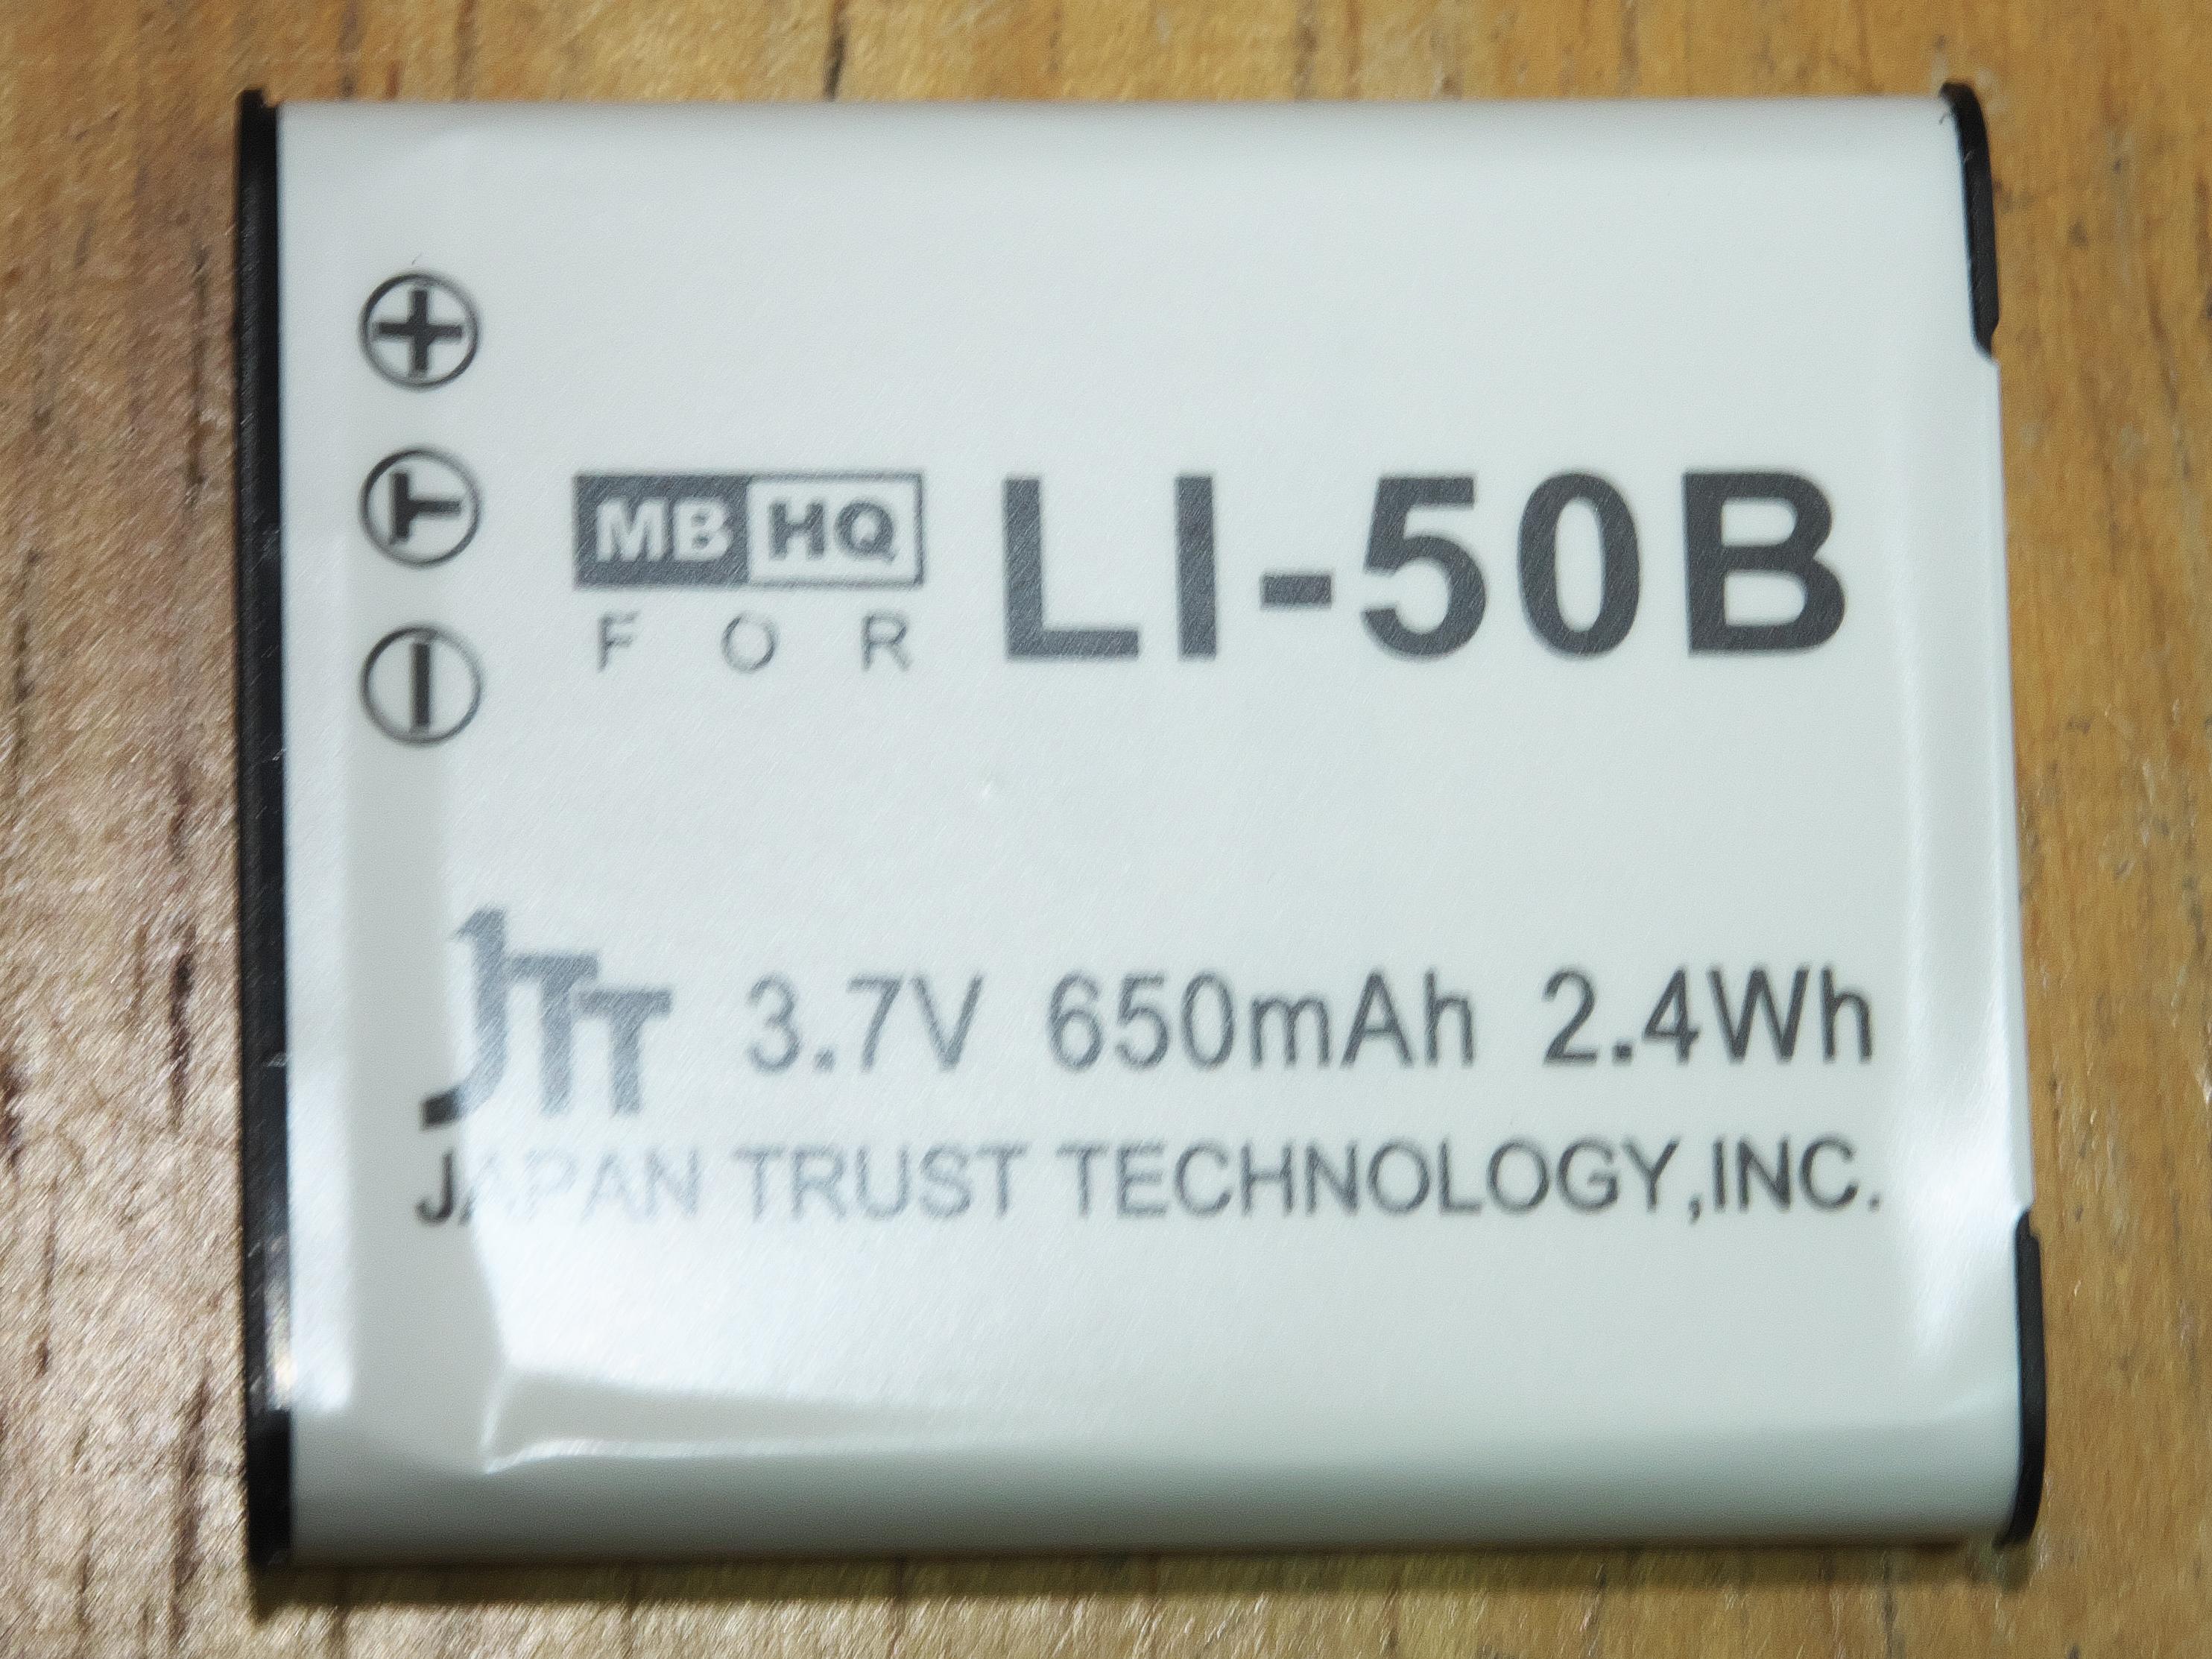 ⊕
Ⓣ
⊖
MB HQ
FOR
LI-50B
JTT
3.7V 650mAh 2.4Wh
JAPAN TRUST TECHNOLOGY,INC.